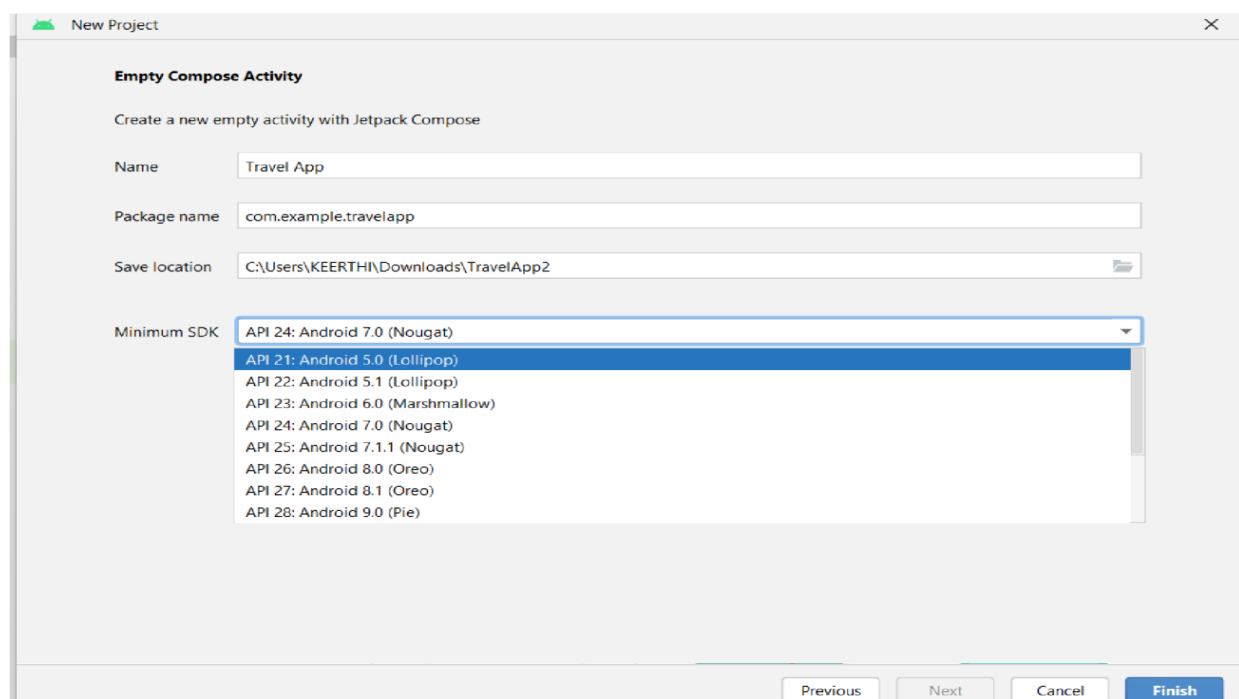 New Project
Empty Compose Activity
Create a new empty activity with Jetpack Compose
Name Travel App
Package name com.example.travelapp
Save location C:\Users\KEERTHI\Downloads\TravelApp2
Minimum SDK API 24: Android 7.0 (Nougat)
API 21: Android 5.0 (Lollipop)
API 22: Android 5.1 (Lollipop)
API 23: Android 6.0 (Marshmallow)
API 24: Android 7.0 (Nougat)
API 25: Android 7.1.1 (Nougat)
API 26: Android 8.0 (Oreo)
API 27: Android 8.1 (Oreo)
API 28: Android 9.0 (Pie)
Previous Next Cancel Finish